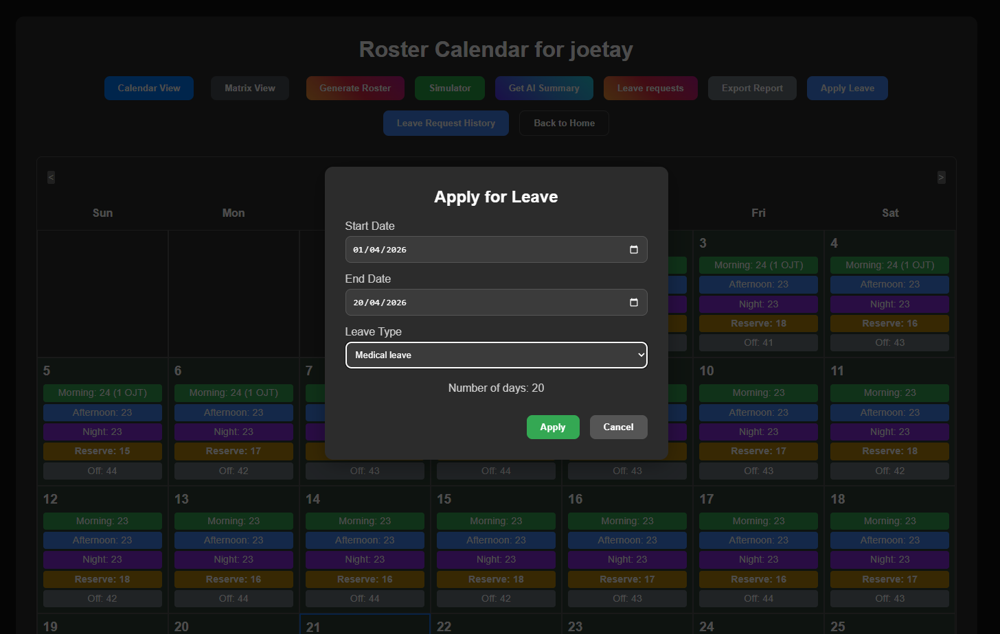 Roster Calendar for joetay
Calendar View Matrix View Generate Roster Simulator Get AI Summary Leave requests Export Report Apply Leave
Leave Request History Back to Home
< >
Sun Mon Fri Sat
Apply for Leave
Start Date
01/04/2026
End Date
20/04/2026
Leave Type
Medical leave
Number of days: 20
Apply Cancel
3 4
Morning: 24 (1 OJT) Morning: 24 (1 OJT)
Afternoon: 23 Afternoon: 23
Night: 23 Night: 23
Reserve: 18 Reserve: 16
Off: 41 Off: 43
5 6 7 10 11
Morning: 24 (1 OJT) Morning: 24 (1 OJT) Morning: 23 Morning: 23
Afternoon: 23 Afternoon: 23 Afternoon: 23 Afternoon: 23
Night: 23 Night: 23 Night: 23 Night: 23
Reserve: 15 Reserve: 17 Reserve: 17 Reserve: 18
Off: 44 Off: 42 Off: 43 Off: 44 Off: 43 Off: 43 Off: 42
12 13 14 15 16 17 18
Morning: 23 Morning: 23 Morning: 23 Morning: 23 Morning: 23 Morning: 23 Morning: 23
Afternoon: 23 Afternoon: 23 Afternoon: 23 Afternoon: 23 Afternoon: 23 Afternoon: 23 Afternoon: 23
Night: 23 Night: 23 Night: 23 Night: 23 Night: 23 Night: 23 Night: 23
Reserve: 18 Reserve: 16 Reserve: 16 Reserve: 18 Reserve: 17 Reserve: 16 Reserve: 17
Off: 42 Off: 44 Off: 44 Off: 42 Off: 43 Off: 44 Off: 43
19 20 21 22 23 24 25